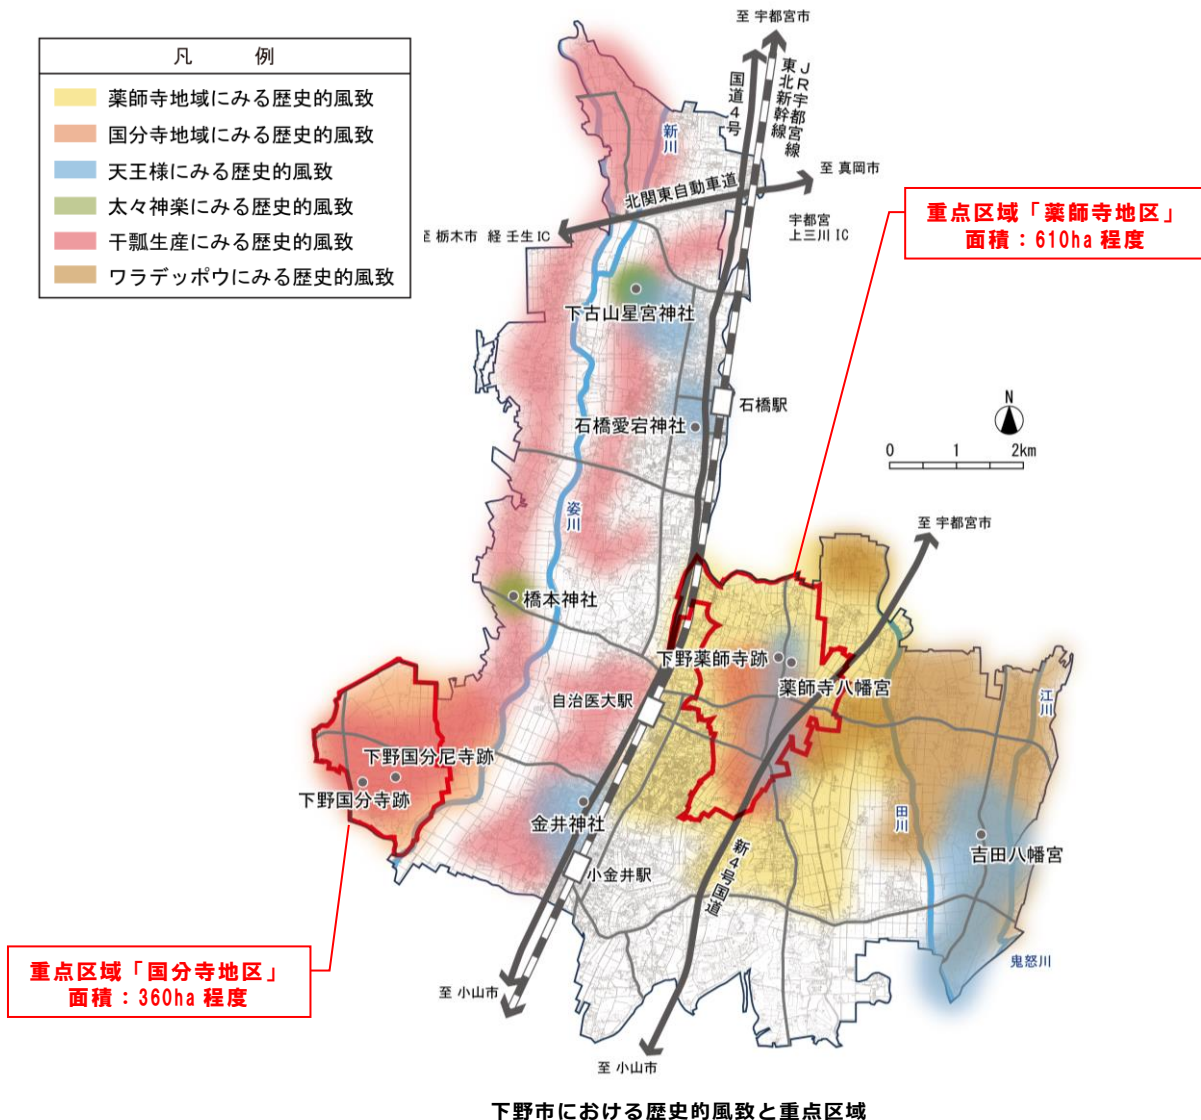 凡 例
薬師寺地域にみる歴史的風致
国分寺地域にみる歴史的風致
天王様にみる歴史的風致
太々神楽にみる歴史的風致
干瓢生産にみる歴史的風致
ワラデッポウにみる歴史的風致
至 宇都宮市
JR宇都宮線
東北新幹線
国道4号
新川
至 真岡市
北関東自動車道
宇都宮
上三川 IC
至 栃木市 経 壬生 IC
重点区域「薬師寺地区」
面積:610ha 程度
下古山星宮神社
石橋駅
石橋愛宕神社
N
0 1 2km
姿川
至 宇都宮市
橋本神社
下野薬師寺跡
薬師寺八幡宮
自治医大駅
江川
下野国分尼寺跡
下野国分寺跡
金井神社
田川
吉田八幡宮
小金井駅
新4号国道
鬼怒川
重点区域「国分寺地区」
面積:360ha 程度
至 小山市
至 小山市
下野市における歴史的風致と重点区域